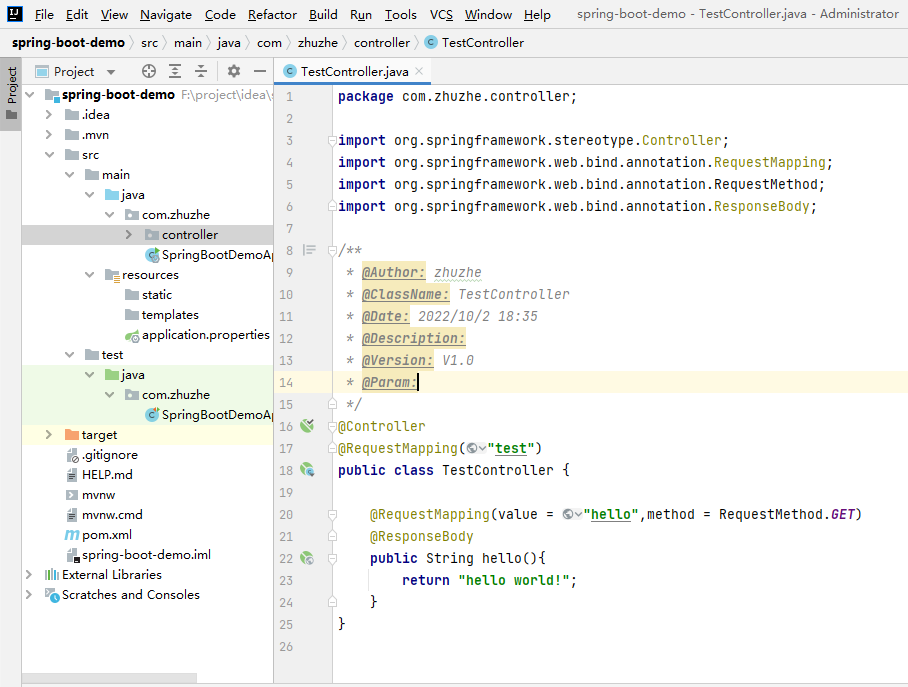 File Edit View Navigate Code Refactor Build Run Tools VCS Window Help spring-boot-demo - TestController.java - Administrator
spring-boot-demo src main java com zhuzhe controller TestController
Project
Project
TestController.java
spring-boot-demo F:\project\idea\s
.idea
.mvn
src
main
java
com.zhuzhe
controller
SpringBootDemoAp
resources
static
templates
application.properties
test
java
com.zhuzhe
SpringBootDemoAp
target
.gitignore
HELP.md
mvnw
mvnw.cmd
pom.xml
spring-boot-demo.iml
External Libraries
Scratches and Consoles
1 package com.zhuzhe.controller;
2
3 import org.springframework.stereotype.Controller;
4 import org.springframework.web.bind.annotation.RequestMapping;
5 import org.springframework.web.bind.annotation.RequestMethod;
6 import org.springframework.web.bind.annotation.ResponseBody;
7
8 /**
9 * @Author: zhuzhe
10 * @ClassName: TestController
11 * @Date: 2022/10/2 18:35
12 * @Description:
13 * @Version: V1.0
14 * @Param:
15 */
16 @Controller
17 @RequestMapping("test")
18 public class TestController {
19
20 @RequestMapping(value = "hello",method = RequestMethod.GET)
21 @ResponseBody
22 public String hello(){
23 return "hello world!";
24 }
25 }
26